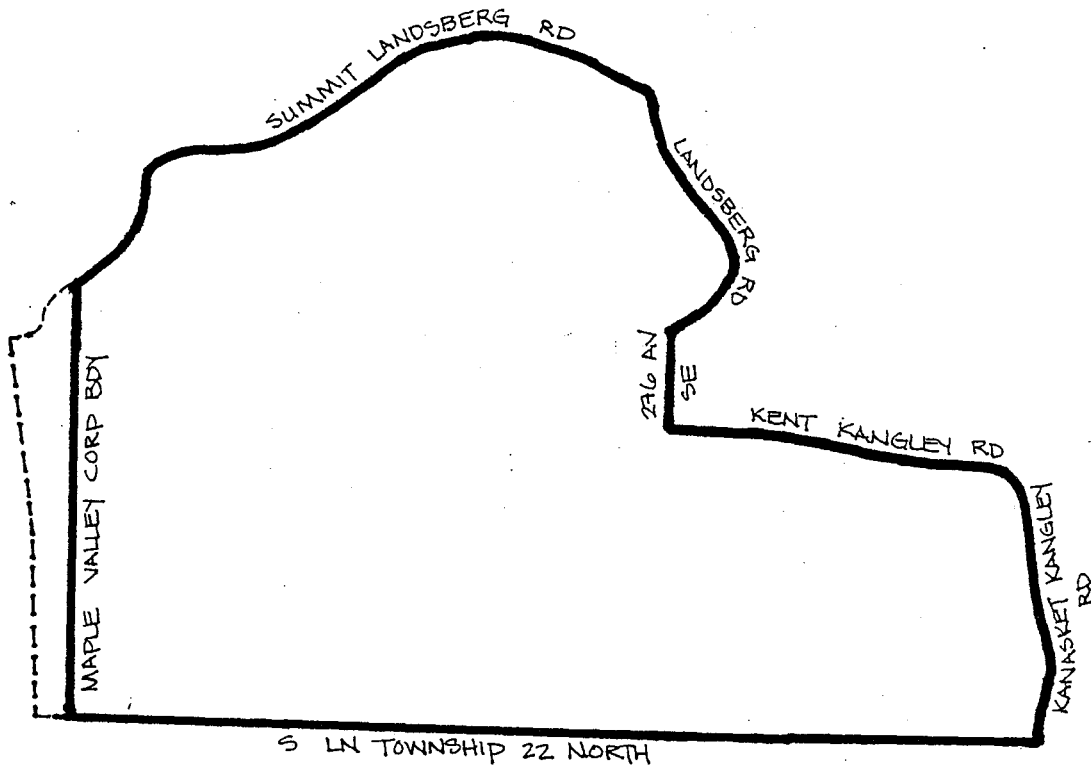 SUMMIT LANDSBERG RD
LANDSBERG RD
276 AV
SE
KENT KANGLEY RD
KANASKET KANGLEY
RD
MAPLE VALLEY CORP BDY
S LN TOWNSHIP 22 NORTH